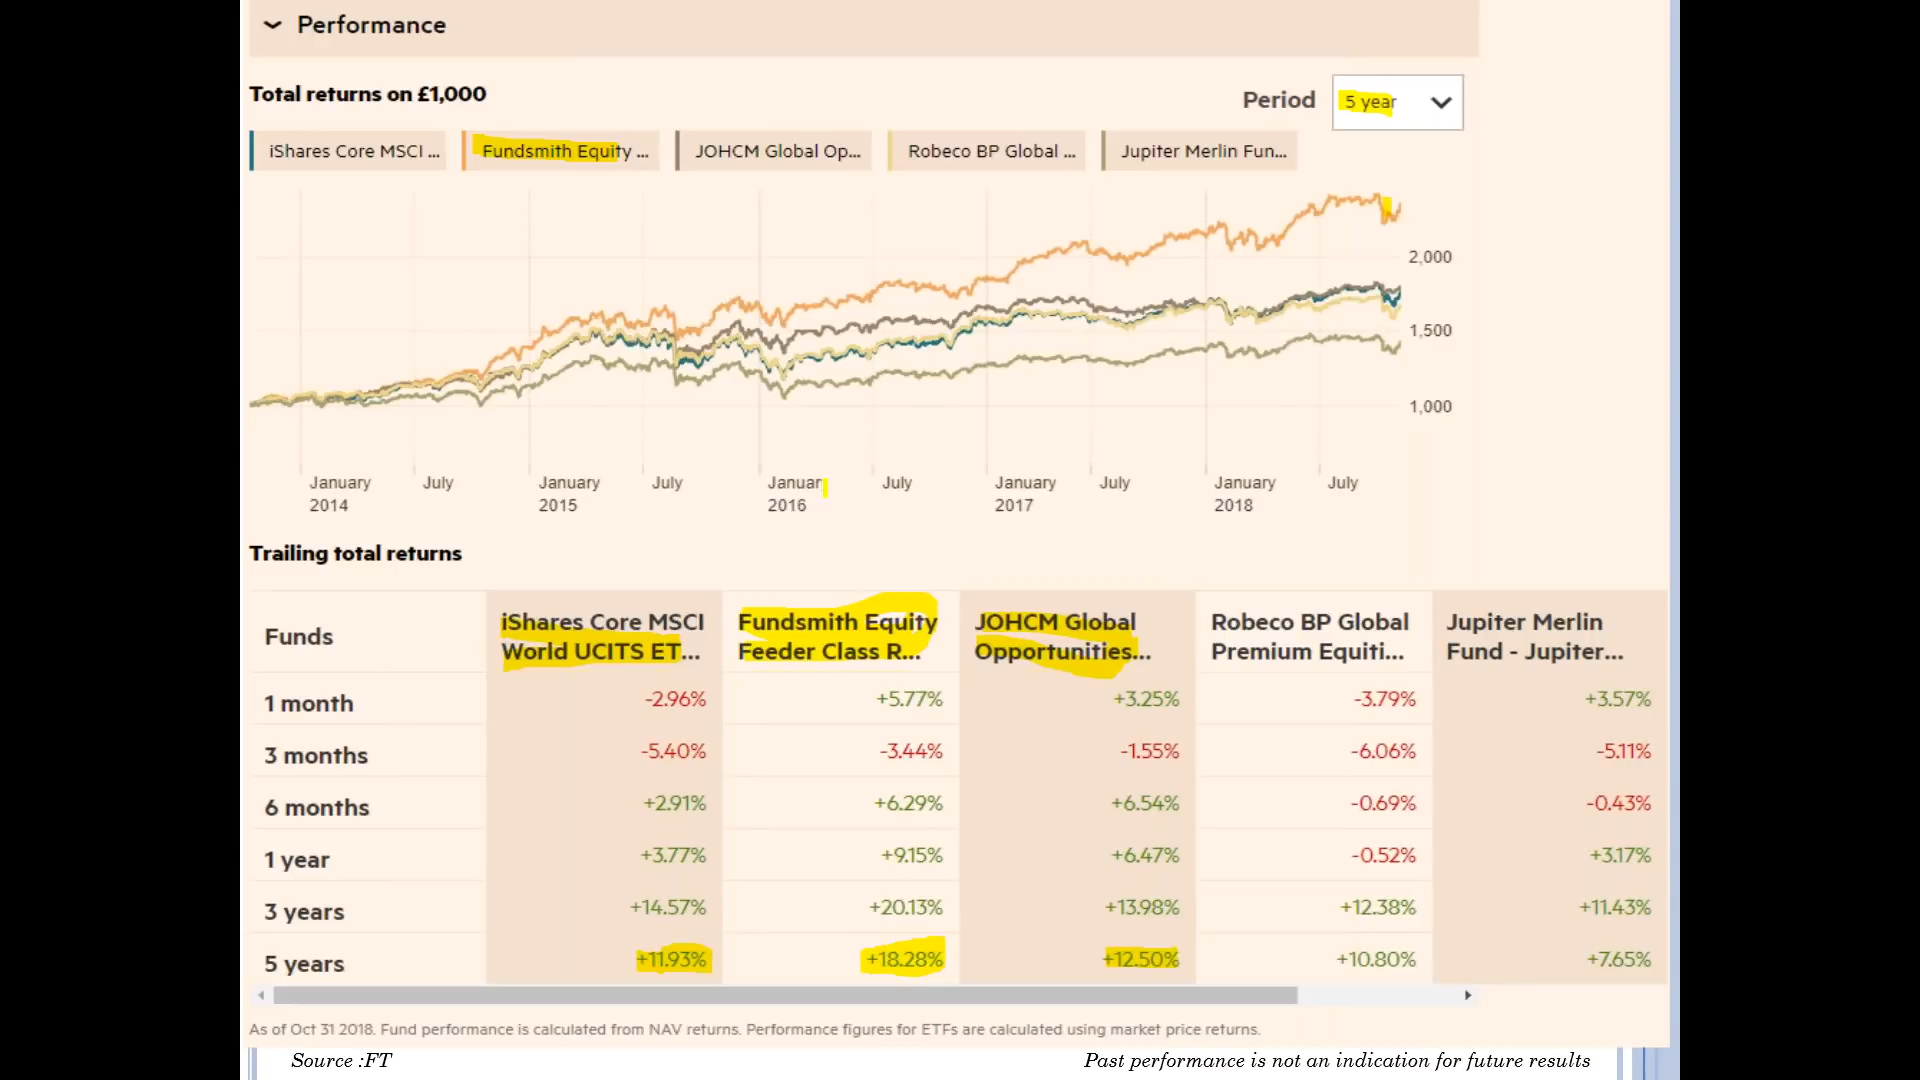 Performance
Total returns on £1,000
Period
5 year
iShares Core MSCI ...
Fundsmith Equity ...
JOHCM Global Op...
Robeco BP Global ...
Jupiter Merlin Fun...
2,000
1,500
1,000
January 2014
July
January 2015
July
January 2016
July
January 2017
July
January 2018
July
Trailing total returns
Funds
iShares Core MSCI
World UCITS ET...
Fundsmith Equity
Feeder Class R...
JOHCM Global
Opportunities...
Robeco BP Global
Premium Equiti...
Jupiter Merlin
Fund - Jupiter...
1 month -2.96% +5.77% +3.25% -3.79% +3.57%
3 months -5.40% -3.44% -1.55% -6.06% -5.11%
6 months +2.91% +6.29% +6.54% -0.69% -0.43%
1 year +3.77% +9.15% +6.47% -0.52% +3.17%
3 years +14.57% +20.13% +13.98% +12.38% +11.43%
5 years +11.93% +18.28% +12.50% +10.80% +7.65%
As of Oct 31 2018. Fund performance is calculated from NAV returns. Performance figures for ETFs are calculated using market price returns.
Source :FT
Past performance is not an indication for future results